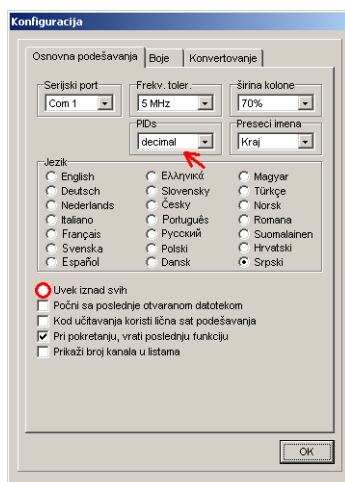 Konfiguracija
Osnovna podešavanja Boje Konvertovanje
Serijski port Frekv. toler. širina kolone
Com 1 5 MHz 70%
PIDs Preseci imena
decimal Kraj
Jezik
English Ελληνικά Magyar
Deutsch Slovensky Türkçe
Nederlands Česky Norsk
Italiano Português Romana
Français Русский Suomalainen
Svenska Polski Hrvatski
Español Dansk Srpski
Uvek iznad svih
Počni sa poslednje otvaranom datotekom
Kod učitavanja koristi lična sat podešavanja
Pri pokretanju, vrati poslednju funkciju
Prikaži broj kanala u listama
OK